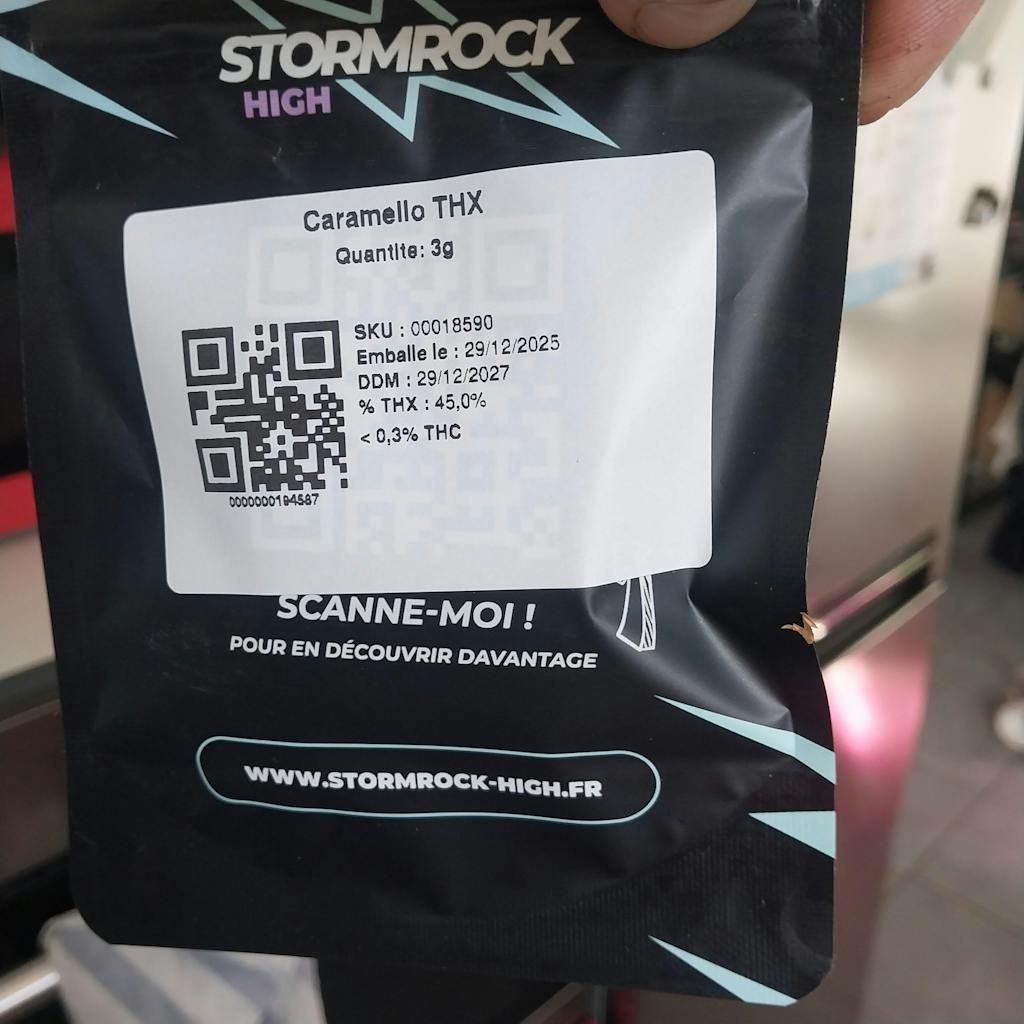 STORMROCK
HIGH
Caramello THX
Quantite: 3g
SKU : 00018590
Emballe le : 29/12/2025
DDM : 29/12/2027
% THX : 45,0%
< 0,3% THC
0000000194587
SCANNE-MOI !
POUR EN DÉCOUVRIR DAVANTAGE
WWW.STORMROCK-HIGH.FR